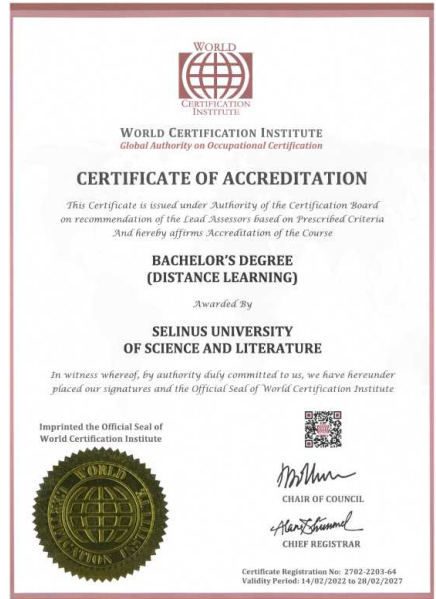 WORLD
CERTIFICATION
INSTITUTE
WORLD CERTIFICATION INSTITUTE
Global Authority on Occupational Certification
CERTIFICATE OF ACCREDITATION
This Certificate is issued under Authority of the Certification Board
on recommendation of the Lead Assessors based on Prescribed Criteria
And hereby affirms Accreditation of the Course
BACHELOR'S DEGREE
(DISTANCE LEARNING)
Awarded By
SELINUS UNIVERSITY
OF SCIENCE AND LITERATURE
In witness whereof, by authority duly committed to us, we have hereunder
placed our signatures and the Official Seal of World Certification Institute
Imprinted the Official Seal of
World Certification Institute
WORLD
CHAIR OF COUNCIL
CHIEF REGISTRAR
Certificate Registration No: 2702-2203-64
Validity Period: 14/02/2022 to 28/02/2027